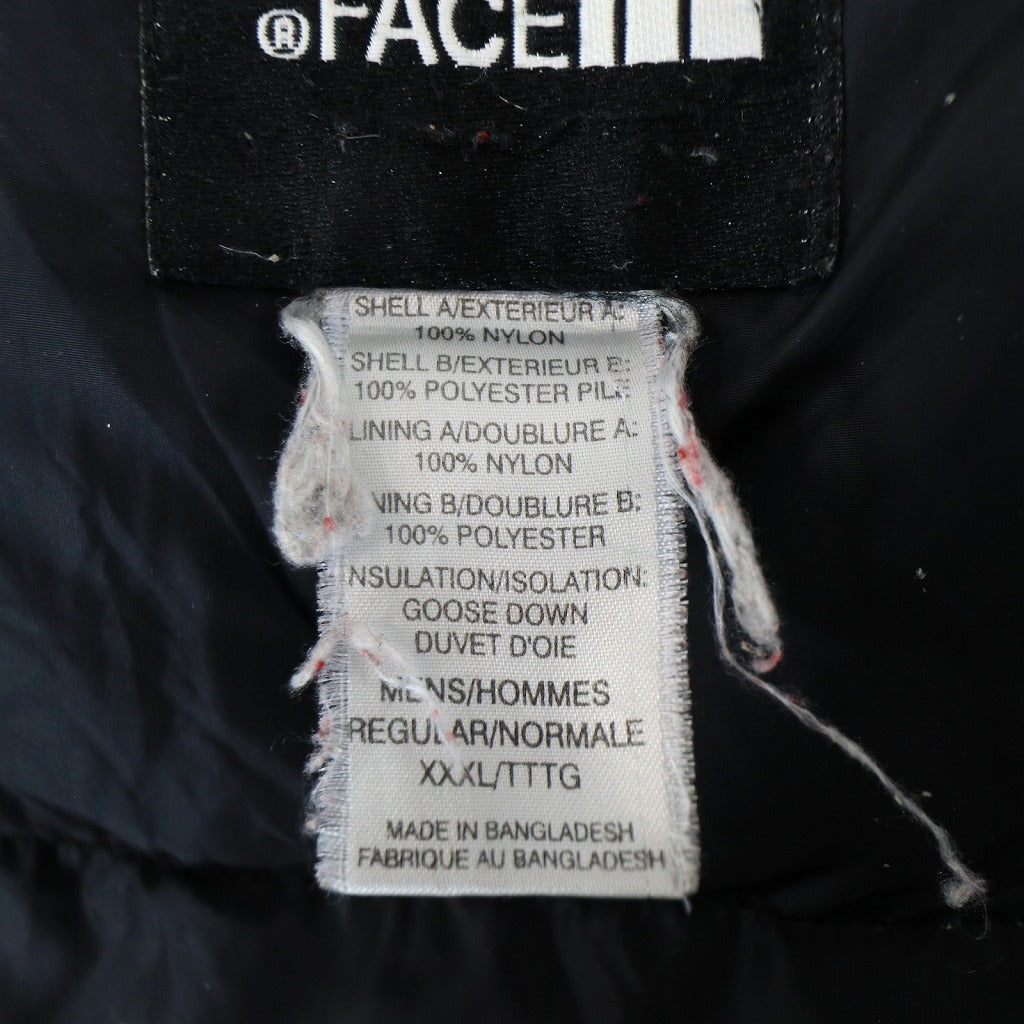 ®FACE
SHELL A/EXTERIEUR A:
100% NYLON
SHELL B/EXTERIEUR B:
100% POLYESTER PILE
LINING A/DOUBLURE A:
100% NYLON
NING B/DOUBLURE B:
100% POLYESTER
NSULATION/ISOLATION:
GOOSE DOWN
DUVET D'OIE
MENS/HOMMES
REGULAR/NORMALE
XXXL/TTTG
MADE IN BANGLADESH
FABRIQUE AU BANGLADESH